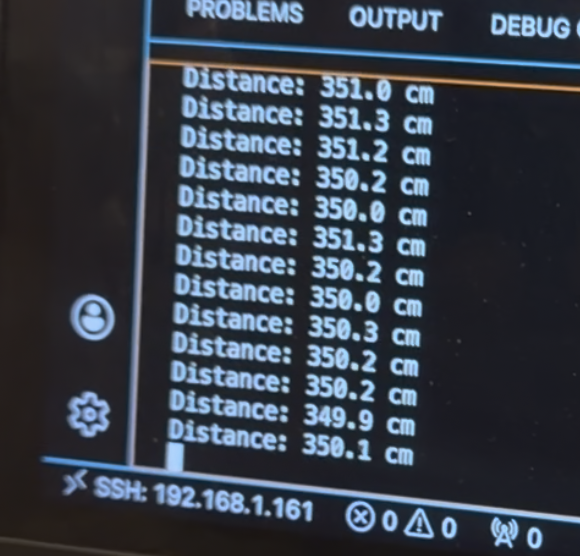 PROBLEMS OUTPUT DEBUG
Distance: 351.0 cm
Distance: 351.3 cm
Distance: 351.2 cm
Distance: 350.2 cm
Distance: 350.0 cm
Distance: 351.3 cm
Distance: 350.2 cm
Distance: 350.0 cm
Distance: 350.3 cm
Distance: 350.2 cm
Distance: 350.2 cm
Distance: 349.9 cm
Distance: 350.1 cm
SSH: 192.168.1.161 0 0 0